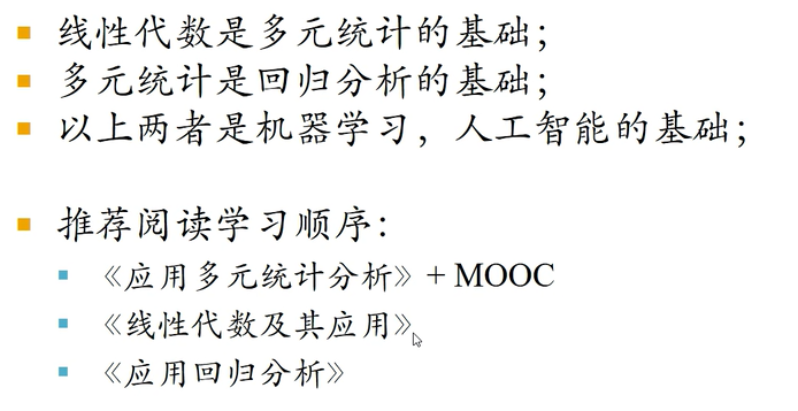 线性代数是多元统计的基础;
多元统计是回归分析的基础;
以上两者是机器学习，人工智能的基础;
推荐阅读学习顺序:
《应用多元统计分析》+ MOOC
《线性代数及其应用》
《应用回归分析》